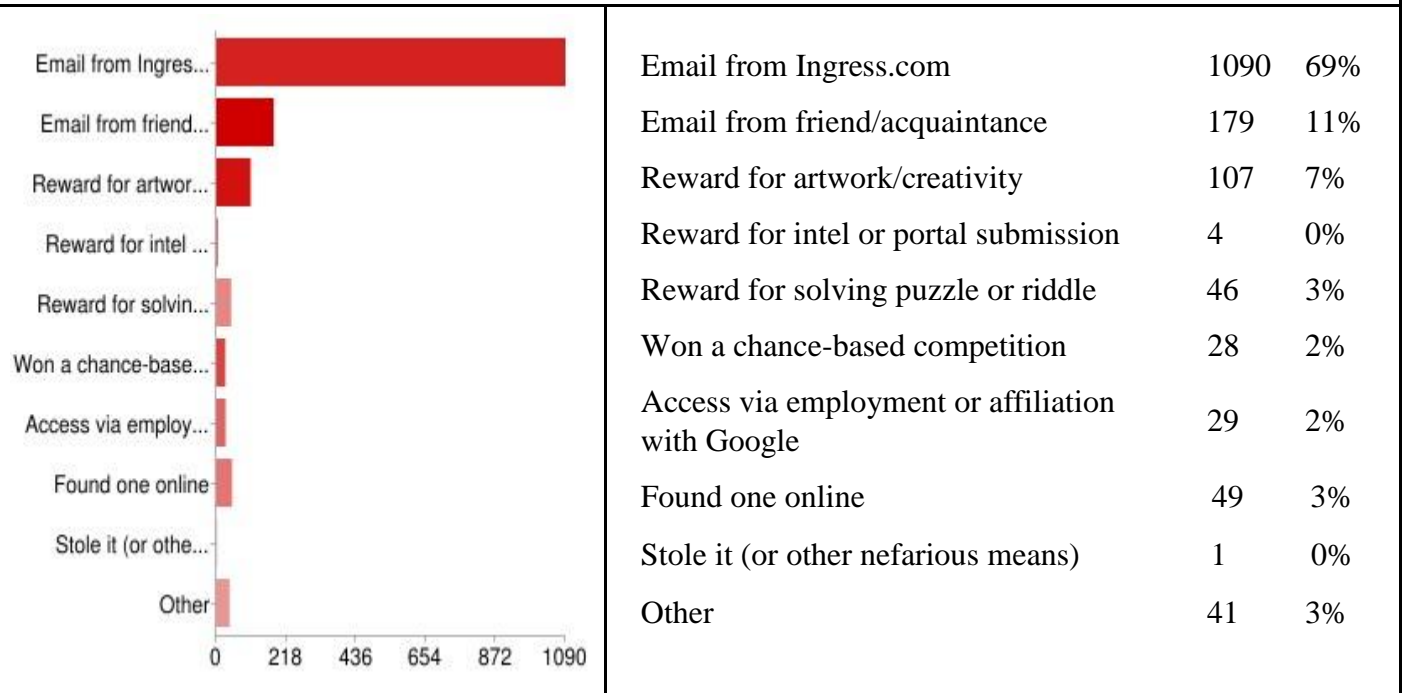 Email from Ingres...
Email from friend...
Reward for artwor...
Reward for intel ...
Reward for solvin...
Won a chance-base...
Access via employ...
Found one online
Stole it (or othe...
Other
0 218 436 654 872 1090
Email from Ingress.com 1090 69%
Email from friend/acquaintance 179 11%
Reward for artwork/creativity 107 7%
Reward for intel or portal submission 4 0%
Reward for solving puzzle or riddle 46 3%
Won a chance-based competition 28 2%
Access via employment or affiliation
with Google 29 2%
Found one online 49 3%
Stole it (or other nefarious means) 1 0%
Other 41 3%